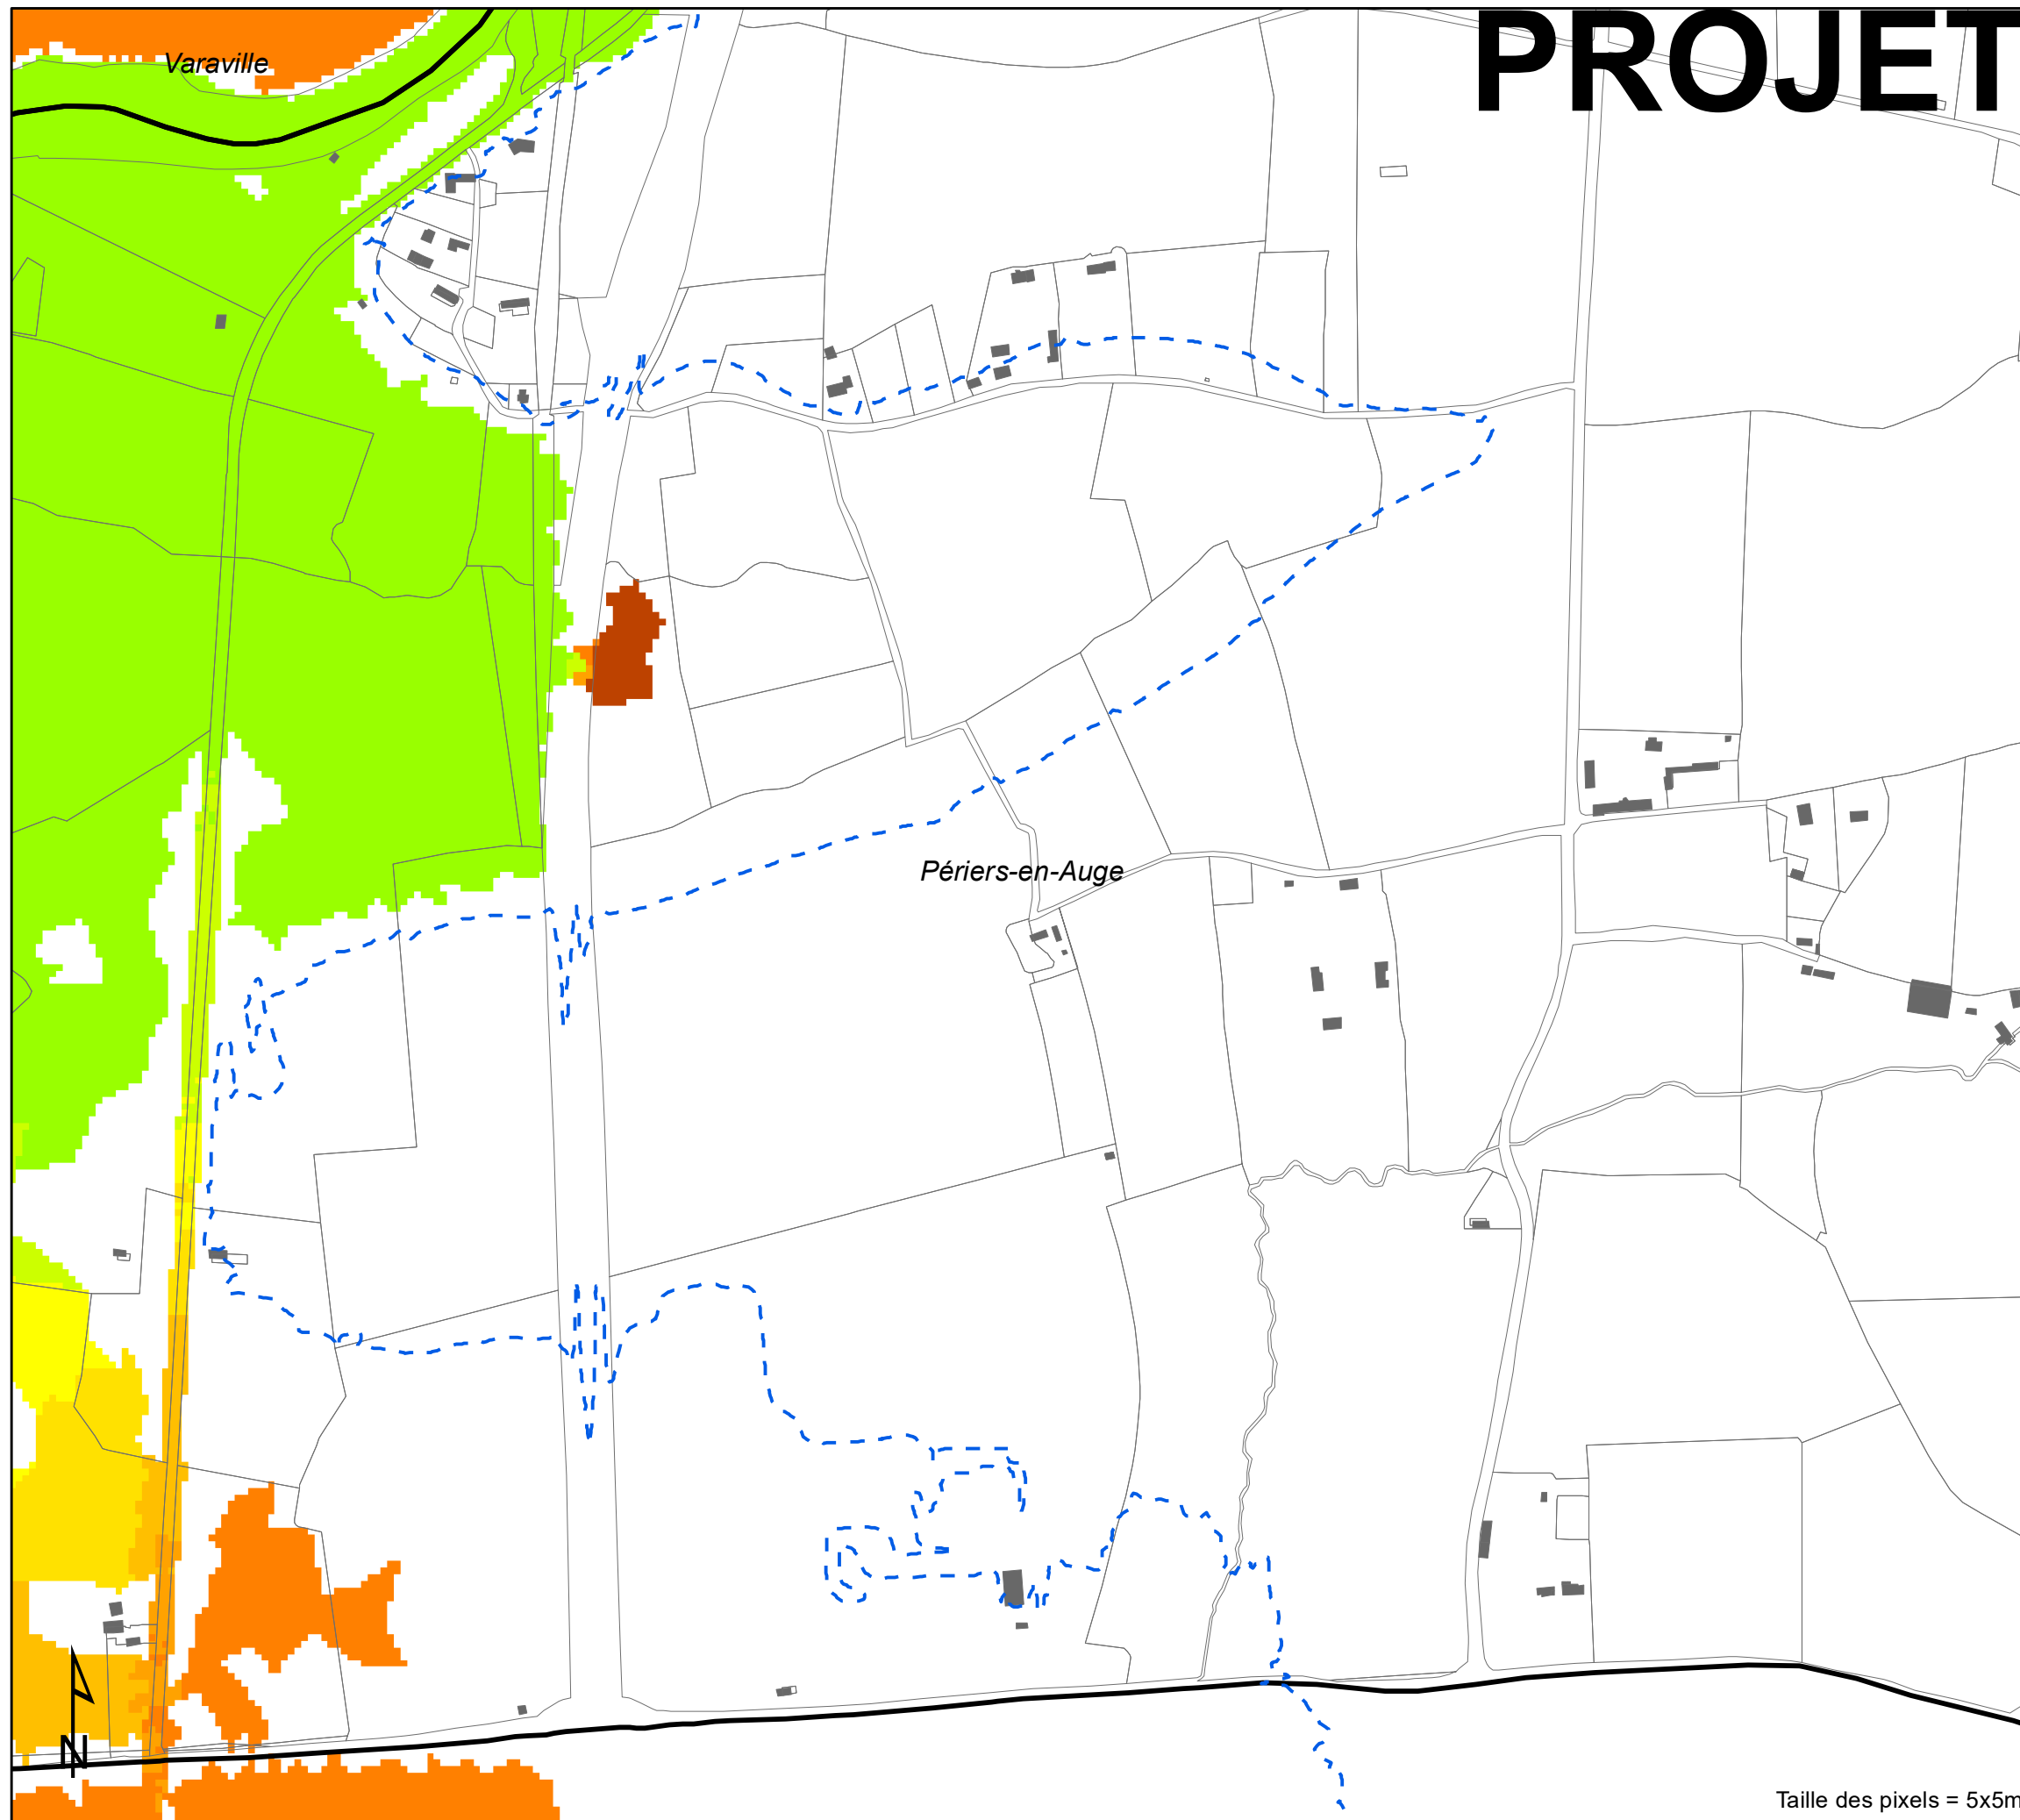 PROJET
Varaville
Périers-en-Auge
N
Taille des pixels = 5x5m